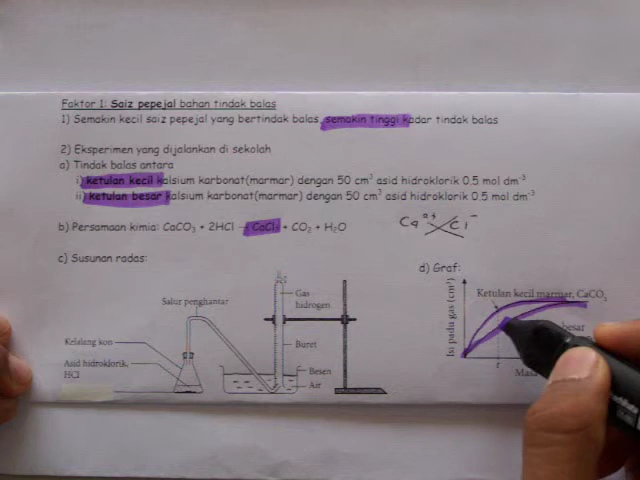 Faktor 1: Saiz pepejal bahan tindak balas
1) Semakin kecil saiz pepejal yang bertindak balas, semakin tinggi kadar tindak balas
2) Eksperimen yang dijalankan di sekolah
a) Tindak balas antara
i) ketulan kecil kalsium karbonat(marmar) dengan 50 cm³ asid hidroklorik 0.5 mol dm⁻³
ii) ketulan besar kalsium karbonat(marmar) dengan 50 cm³ asid hidroklorik 0.5 mol dm⁻³
b) Persamaan kimia: CaCO₃ + 2HCl → CaCl₂ + CO₂ + H₂O
Ca²⁺ Cl⁻
c) Susunan radas:
d) Graf:
Salur penghantar
Gas
hidrogen
Kelalang kon
Asid hidroklorik,
HCl
Buret
Besen
Air
Isi padu gas (cm³)
Ketulan kecil marmar, CaCO₃
besar
t
Masa